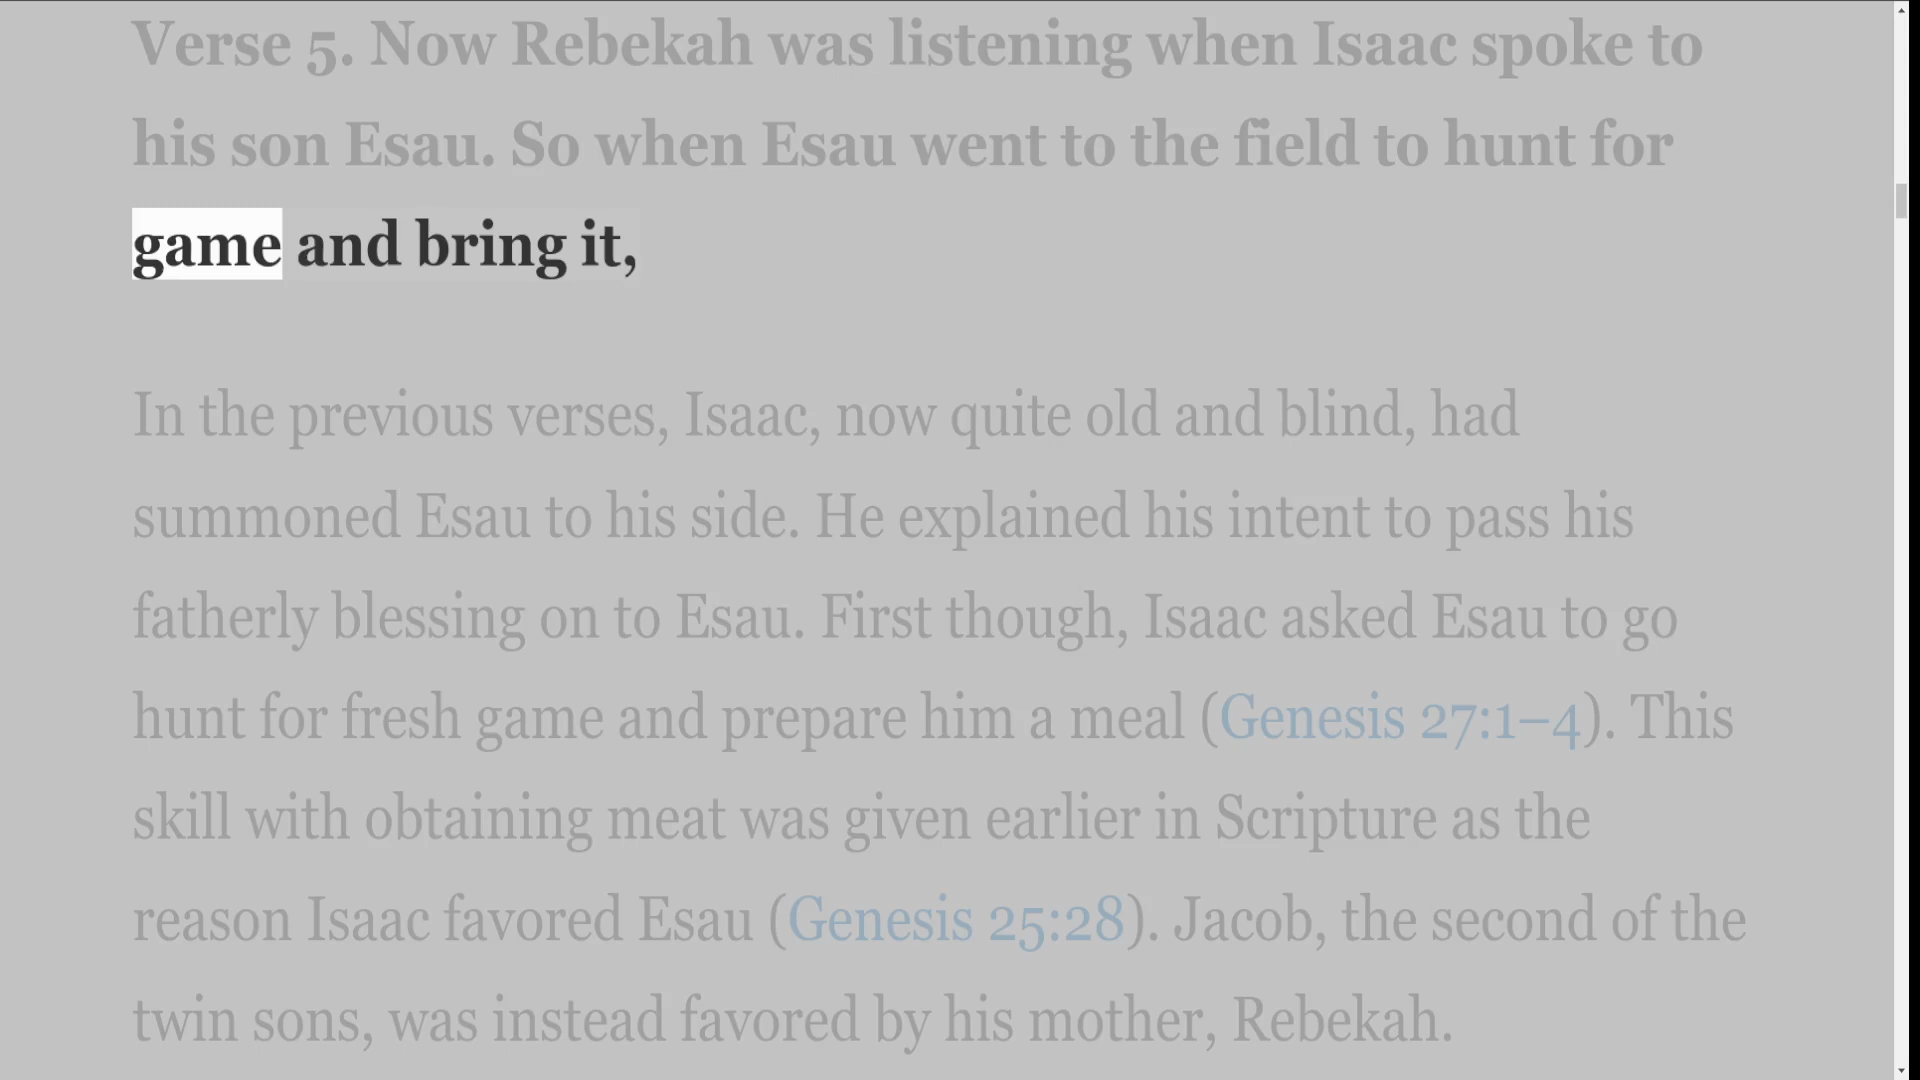 Verse 5. Now Rebekah was listening when Isaac spoke to
his son Esau. So when Esau went to the field to hunt for
game and bring it,
In the previous verses, Isaac, now quite old and blind, had
summoned Esau to his side. He explained his intent to pass his
fatherly blessing on to Esau. First though, Isaac asked Esau to go
hunt for fresh game and prepare him a meal (Genesis 27:1–4). This
skill with obtaining meat was given earlier in Scripture as the
reason Isaac favored Esau (Genesis 25:28). Jacob, the second of the
twin sons, was instead favored by his mother, Rebekah.